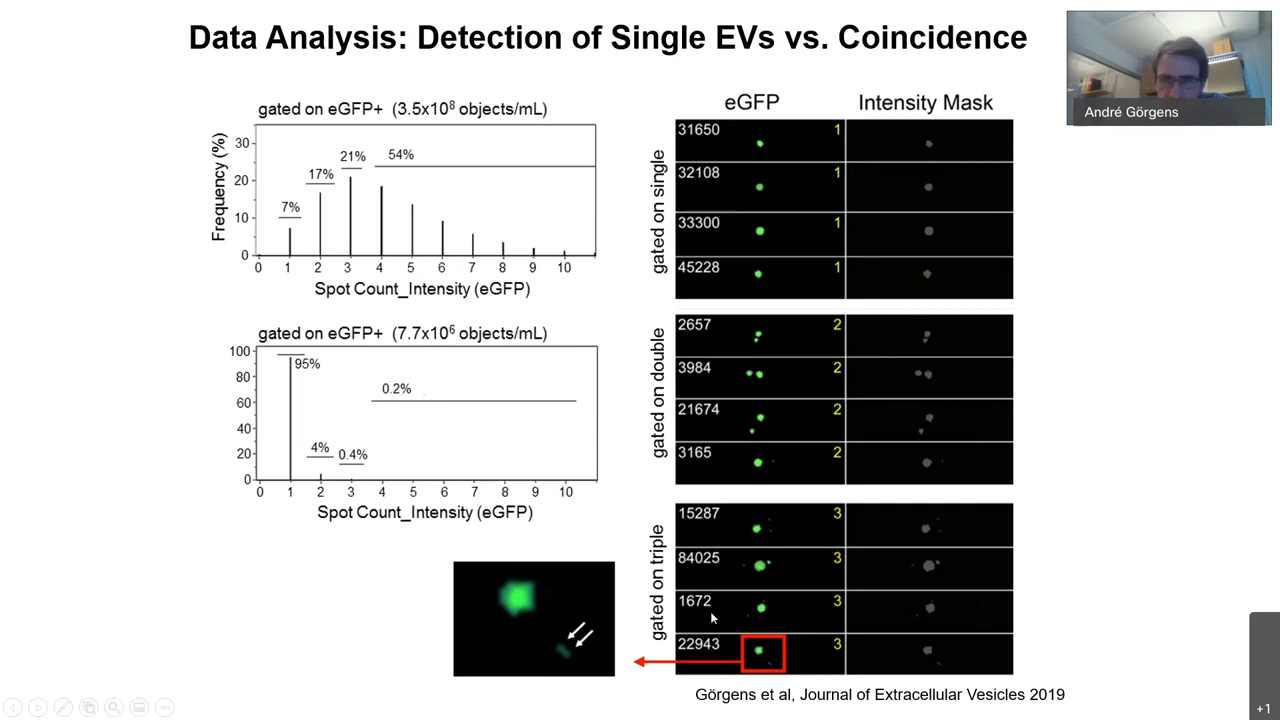 Data Analysis: Detection of Single EVs vs. Coincidence
André Görgens
gated on eGFP+ (3.5x10⁸ objects/mL)
Frequency (%)
30
20
10
0
7%
17%
21%
54%
0 1 2 3 4 5 6 7 8 9 10
Spot Count_Intensity (eGFP)
gated on eGFP+ (7.7x10⁶ objects/mL)
100
80
60
40
20
0
95%
4%
0.4%
0.2%
0 1 2 3 4 5 6 7 8 9 10
Spot Count_Intensity (eGFP)
eGFP Intensity Mask
gated on single
31650 1
32108 1
33300 1
45228 1
gated on double
2657 2
3984 2
21674 2
3165 2
gated on triple
15287 3
84025 3
1672 3
22943 3
Görgens et al, Journal of Extracellular Vesicles 2019
+1